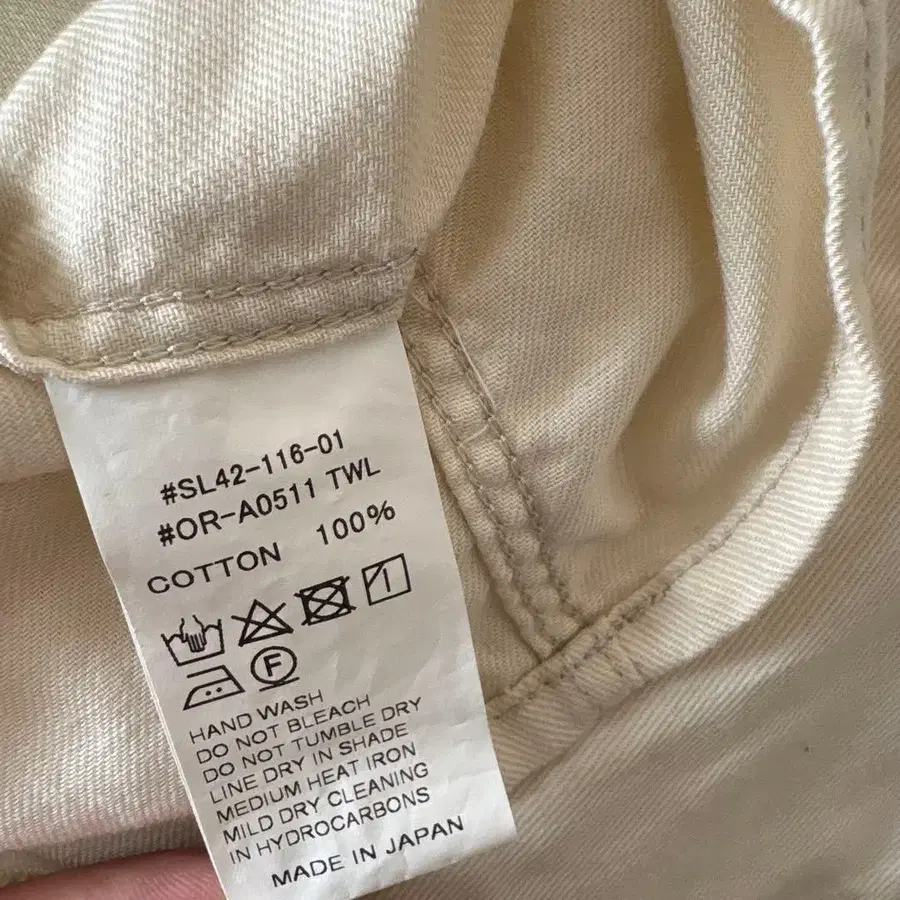 #SL42-116-01
#OR-A0511 TWL
COTTON 100%
F
HAND WASH
DO NOT BLEACH
DO NOT TUMBLE DRY
LINE DRY IN SHADE
MEDIUM HEAT IRON
MILD DRY CLEANING
IN HYDROCARBONS
MADE IN JAPAN